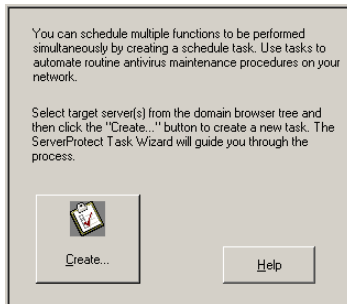 You can schedule multiple functions to be performed
simultaneously by creating a schedule task. Use tasks to
automate routine antivirus maintenance procedures on your
network.
Select target server(s) from the domain browser tree and
then click the "Create..." button to create a new task. The
ServerProtect Task Wizard will guide you through the
process.
Create...
Help